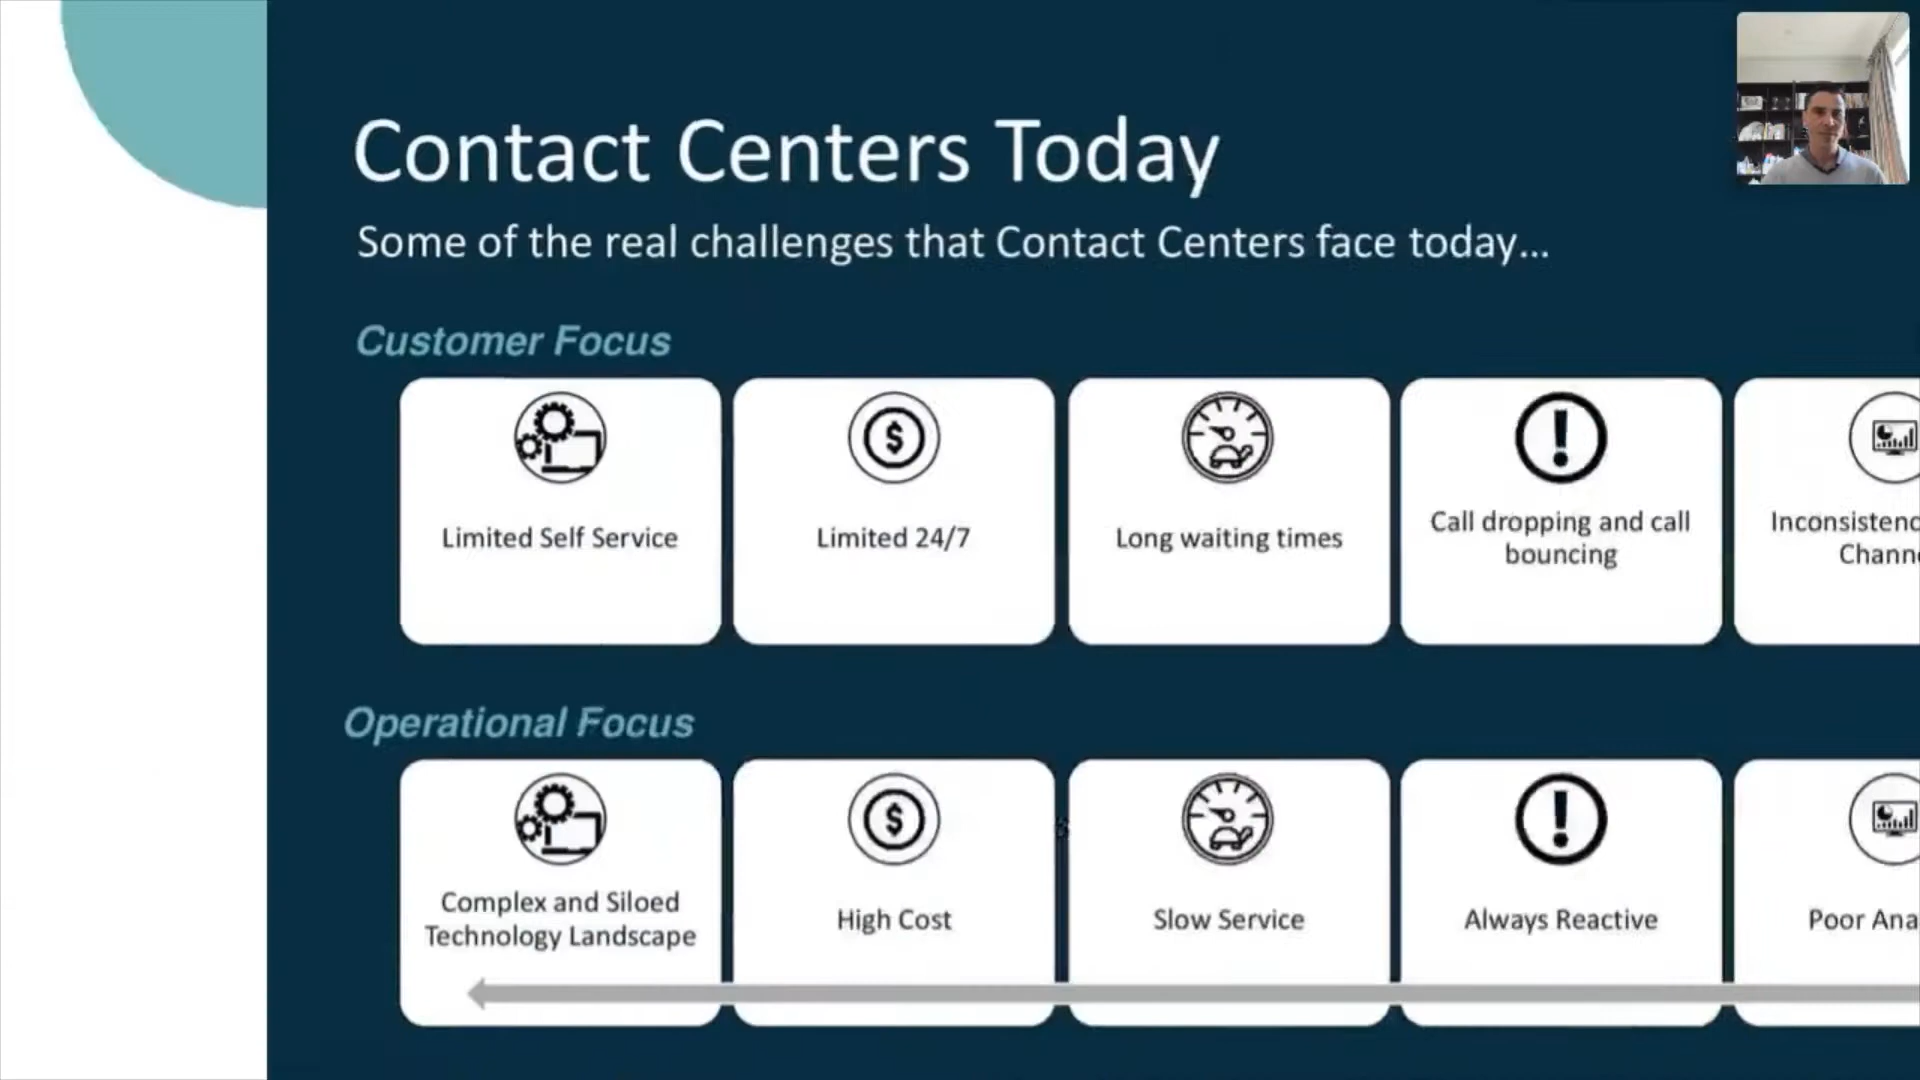 Contact Centers Today
Some of the real challenges that Contact Centers face today...
Customer Focus
Limited Self Service
Limited 24/7
Long waiting times
Call dropping and call
bouncing
Operational Focus
Complex and Siloed
Technology Landscape
High Cost
Slow Service
Always Reactive
Poor